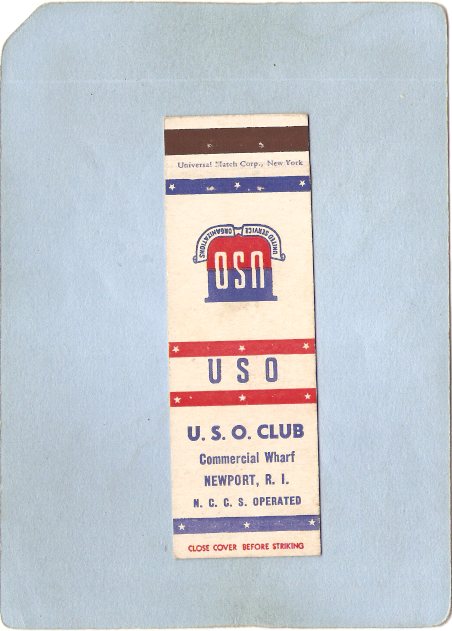 Universal Match Corp., New York
UNITED SERVICE ORGANIZATIONS
USO
USO
U. S. O. CLUB
Commercial Wharf
NEWPORT, R. I.
N. C. C. S. OPERATED
CLOSE COVER BEFORE STRIKING